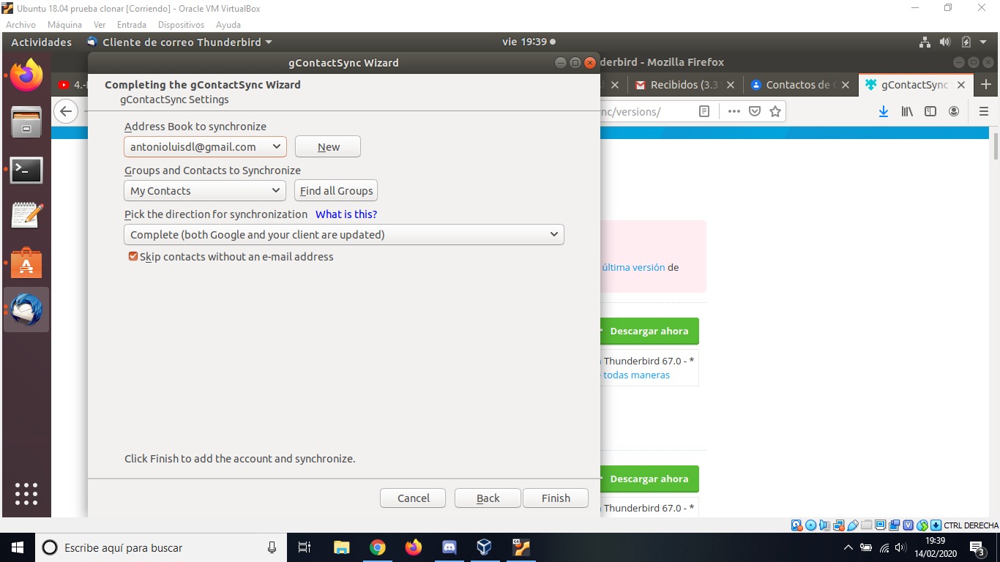 Ubuntu 18.04 prueba clonar [Corriendo] - Oracle VM VirtualBox
Archivo Máquina Ver Entrada Dispositivos Ayuda
Actividades Cliente de correo Thunderbird vie 19:39
gContactSync Wizard
derbird - Mozilla Firefox
4.-
Recibidos (3.3
Contactos de
gContactSync
nc/versions/
Completing the gContactSync Wizard
gContactSync Settings
Address Book to synchronize
antonioluisdl@gmail.com New
Groups and Contacts to Synchronize
My Contacts Find all Groups
Pick the direction for synchronization What is this?
Complete (both Google and your client are updated)
Skip contacts without an e-mail address
última versión de
Descargar ahora
Thunderbird 67.0 - *
todas maneras
Click Finish to add the account and synchronize.
Descargar ahora
Thunderbird 67.0 - *
Cancel Back Finish
CTRL DERECHA
Escribe aquí para buscar
19:39
14/02/2020
3